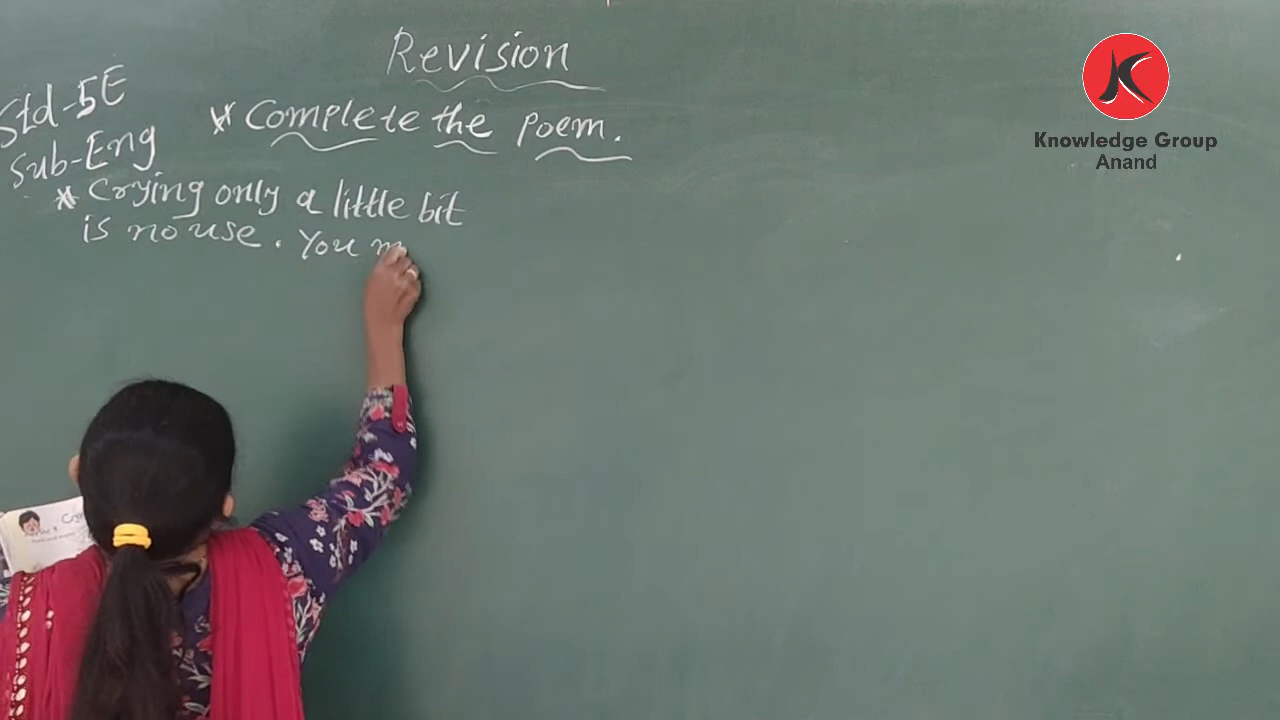 Revision
Std-5E
Sub-Eng
* Complete the poem.
* Crying only a little bit
is no use. You m
Knowledge Group
Anand